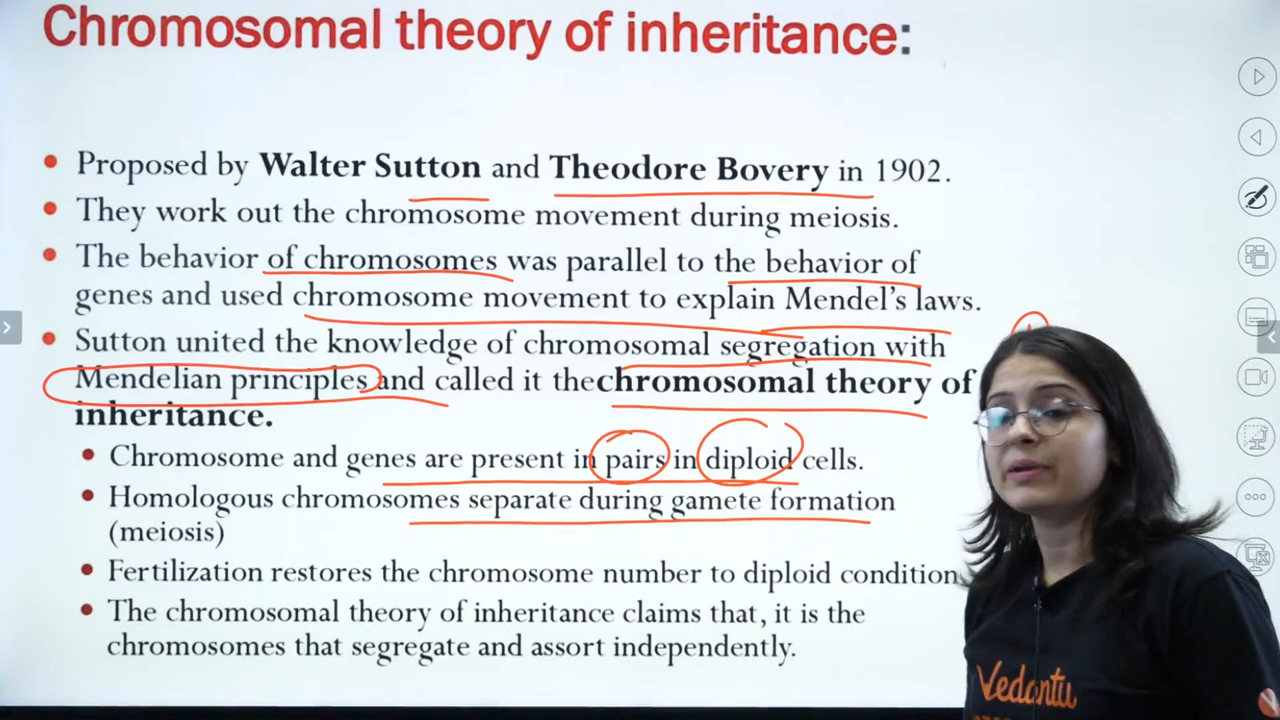 Chromosomal theory of inheritance:
Proposed by Walter Sutton and Theodore Bovery in 1902.
They work out the chromosome movement during meiosis.
The behavior of chromosomes was parallel to the behavior of
genes and used chromosome movement to explain Mendel's laws.
Sutton united the knowledge of chromosomal segregation with
Mendelian principles and called it thechromosomal theory of
inheritance.
Chromosome and genes are present in pairs in diploid cells.
Homologous chromosomes separate during gamete formation
(meiosis)
Fertilization restores the chromosome number to diploid condition
The chromosomal theory of inheritance claims that, it is the
chromosomes that segregate and assort independently.
Vedantu